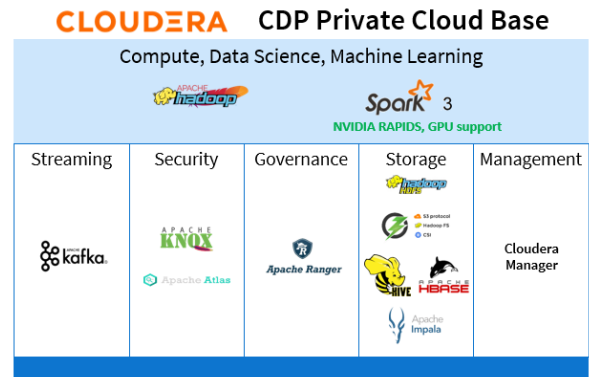 CLOUDERA CDP Private Cloud Base
Compute, Data Science, Machine Learning
APACHE
hadoop
Spark 3
NVIDIA RAPIDS, GPU support
Streaming
Security
Governance
Storage
Management
APACHE
kafka
APACHE
KNOX
Apache Atlas
Apache Ranger
hadoop
HDFS
S3 protocol
Hadoop FS
CSI
HIVE
APACHE
HBASE
Apache
Impala
Cloudera
Manager